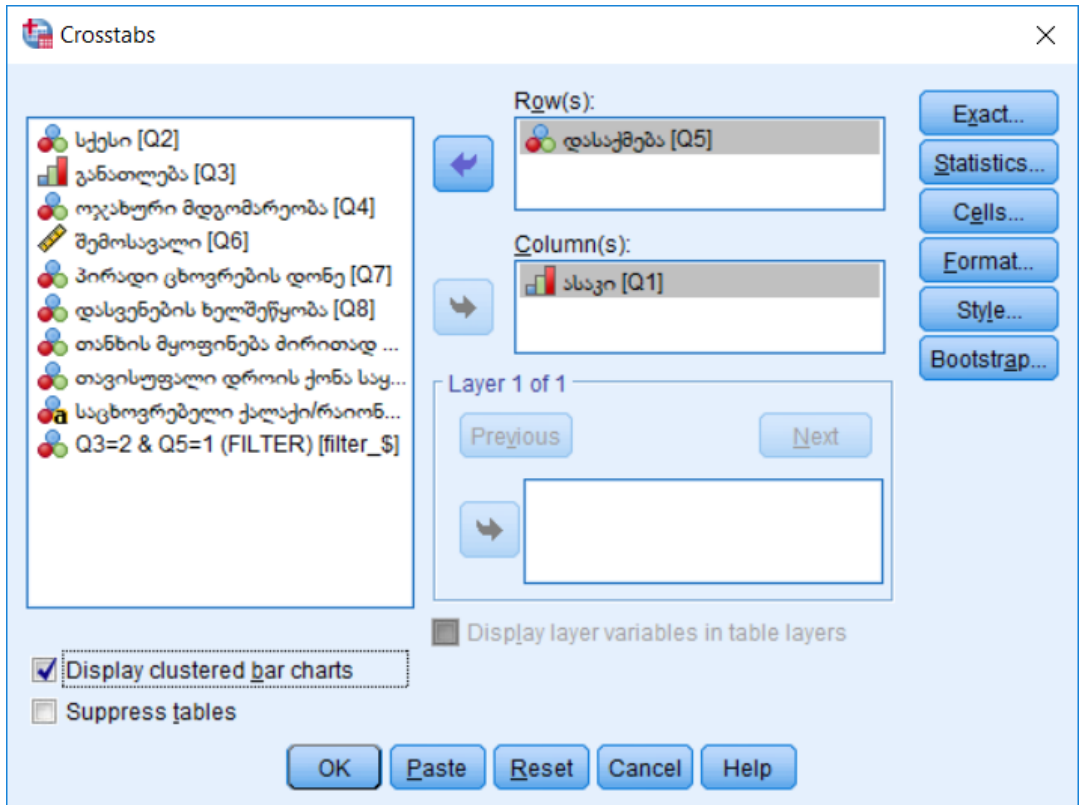 Crosstabs
სქესი [Q2]
განათლება [Q3]
ოჯახური მდგომარეობა [Q4]
შემოსავალი [Q6]
პირადი ცხოვრების დონე [Q7]
დასვენების ხელშეწყობა [Q8]
თანხის მყოფინება ძირითად ...
თავისუფალი დროის ქონა საყ...
საცხოვრებელი ქალაქი/რაიონ...
Q3=2 & Q5=1 (FILTER) [filter_$]
Display clustered bar charts
Suppress tables
Row(s):
დასაქმება [Q5]
Column(s):
ასაკი [Q1]
Layer 1 of 1
Previous
Next
Display layer variables in table layers
Exact...
Statistics...
Cells...
Format...
Style...
Bootstrap...
OK
Paste
Reset
Cancel
Help